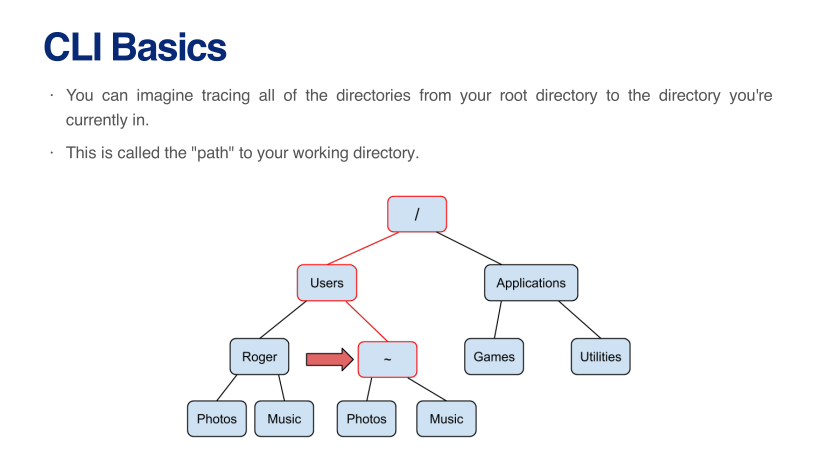 CLI Basics
· You can imagine tracing all of the directories from your root directory to the directory you're
currently in.
· This is called the "path" to your working directory.
/
Users
Applications
Roger
~
Games
Utilities
Photos
Music
Photos
Music